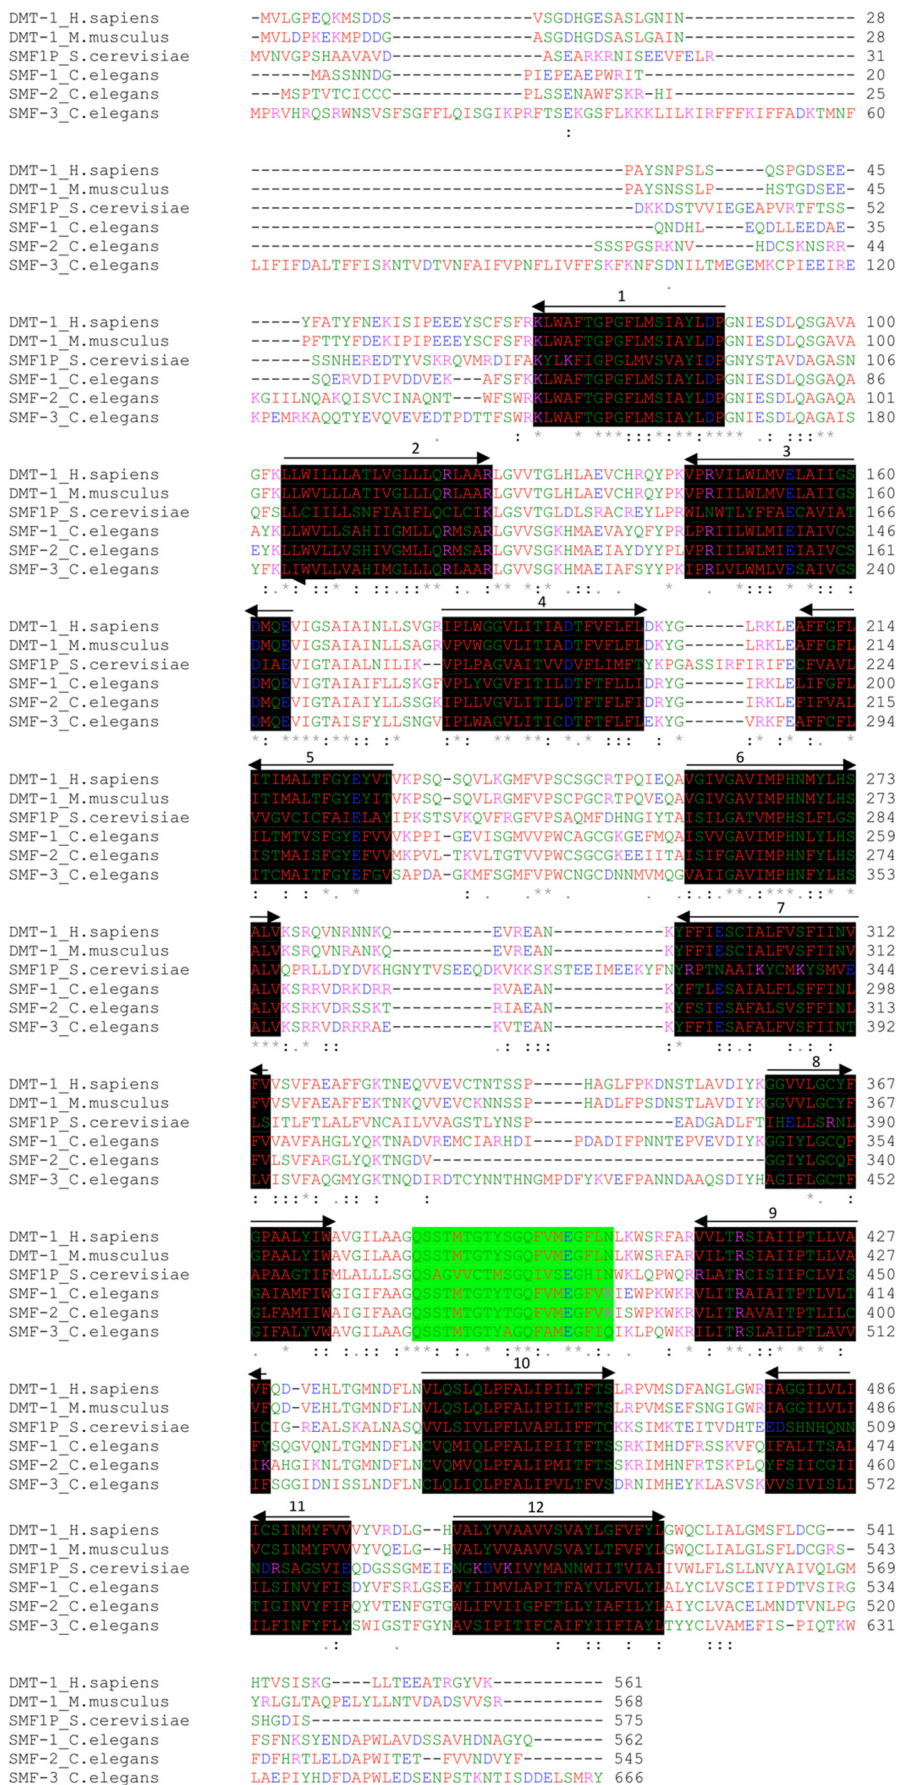 DMT-1_H.sapiens -MVLGPEQKMSDDS--------------VSGDHGESASLGNIN----------------- 28
DMT-1_M.musculus -MVLDPKEKMPDDG--------------ASGDHGDSASLGAIN----------------- 28
SMF1P_S.cerevisiae MVNVGPSHAAVAVD---------------ASEARKRNISEEVFELR-------------- 31
SMF-1_C.elegans ------MASSNNDG-------------PIEPEAEPWRIT--------------------- 20
SMF-2_C.elegans ---MSPTVTCICCC-------------PLSSENAWFSKR-HI------------------ 25
SMF-3_C.elegans MPRVHRQSRWNSVSFSGFFLQISGIKPRFTSEKGSFLKKKLILKIRFFFKIFFADKTMNF 60
:
DMT-1_H.sapiens -------------------------------------PAYSNPSLS-----QSPGDSEE- 45
DMT-1_M.musculus -------------------------------------PAYSNSSLP-----HSTGDSEE- 45
SMF1P_S.cerevisiae --------------------------------------DKKDSTVVIEGEAPVRTFTSS- 52
SMF-1_C.elegans ----------------------------------------QNDHL----EQDLLEEDAE- 35
SMF-2_C.elegans ----------------------------------SSSPGSRKNV------HDCSKNSRR- 44
SMF-3_C.elegans LIFIFDALTFFISKNTVDTVNFAIFVPNFLIVFFSKFKNFSDNILTMEGEMKCPIEEIRE 120
.
1
DMT-1_H.sapiens -----YFATYFNEKISIPEEEYSCFSFRKLWAFTGPGFLMSIAYLDPGNIESDLQSGAVA 100
DMT-1_M.musculus -----PFTTYFDEKIPIPEEEYSCFSFRKLWAFTGPGFLMSIAYLDPGNIESDLQSGAVA 100
SMF1P_S.cerevisiae ------SSNHEREDTYVSKRQVMRDIFAKYLKFIGPGLMVSVAYIDPGNYSTAVDAGASN 106
SMF-1_C.elegans ------SQERVDIPVDDVEK---AFSFKKLWAFTGPGFLMSIAYLDPGNIESDLQSGAQA 86
SMF-2_C.elegans KGIILNQAKQISVCINAQNT---WFSWRKLWAFTGPGFLMSIAYLDPGNIESDLQAGAQA 101
SMF-3_C.elegans KPEMRKAQQTYEVQVEVEDTPDTTFSWRKLWAFTGPGFLMSIAYLDPGNIESDLQAGAIS 180
. : * * ***:::*:**:**** .: :::**
2 3
DMT-1_H.sapiens GFKLLWILLLATLVGLLLQRLAARLGVVTGLHLAEVCHRQYPKVPRVILWLMVELAIIGS 160
DMT-1_M.musculus GFKLLWVLLLATIVGLLLQRLAARLGVVTGLHLAEVCHRQYPKVPRIILWLMVELAIIGS 160
SMF1P_S.cerevisiae QFSLLCIILLSNFIAIFLQCLCIKLGSVTGLDLSRACREYLPRWLNWTLYFFAECAVIAT 166
SMF-1_C.elegans AYKLLWVLLSAHIIGMLLQRMSARLGVVSGKHMAEVAYQFYPRLPRIILWLMIEIAIVCS 146
SMF-2_C.elegans EYKLLWVLLVSHIVGMLLQRMSARLGVVSGKHMAEIAYDYYPLVPRIILWLMIEIAIVCS 161
SMF-3_C.elegans YFKLIWVLLVAHIMGLLLQRLAARLGVVSGKHMAEIAFSYYPKIPRLVLWLMVESAIVGS 240
4
DMT-1_H.sapiens DMQEVIGSAIAINLLSVGRIPLWGGVLITIADTFVFLFLDKYG------LRKLEAFFGFL 214
DMT-1_M.musculus DMQEVIGSAIAINLLSAGRVPVWGGVLITIADTFVFLFLDKYG------LRKLEAFFGFL 214
SMF1P_S.cerevisiae DIAEVIGTAIALNILIK--VPLPAGVAITVVDVFLIMFTYKPGASSIRFIRIFECFVAVL 224
SMF-1_C.elegans DMQEVIGTAIAIFLLSKGFVPLYVGVFITILDTFTFLLIDRYG------IRKLELIFGFL 200
SMF-2_C.elegans DMQEVIGTAIAIYLLSSGKIPLLVGVLITILDTFTFLFIDRYG------IRKLEFIFVAL 215
SMF-3_C.elegans DMQEVIGTAISFYLLSNGVIPLWAGVLITICDTFTFLFLEKYG------VRKFEAFFCFL 294
5 6
DMT-1_H.sapiens ITIMALTFGYEYVTVKPSQ-SQVLKGMFVPSCSGCRTPQIEQAVGIVGAVIMPHNMYLHS 273
DMT-1_M.musculus ITIMALTFGYEYITVKPSQ-STSVLRGMFVPSCPGCRTPQVEQAVGIVGAVIMPHNMYLHS 273
SMF1P_S.cerevisiae VVGVCICFAIELAYIPKSTSVKQVFRGFVPSAQMFDHNGIYTAISILGATVMPHSLFLGS 284
SMF-1_C.elegans ILTMTVSFGYEFVVVKPPI-GEVISGMVVPWCAGCGKGEFMQAISVVGAVIMPHNLYLHS 259
SMF-2_C.elegans ISTMAISFGYEFVVMKPVL-TKVLTGTVVPWCSGCGKEEIITAISIFGAVIMPHNFYLHS 274
SMF-3_C.elegans ITCMAITFGYEFGVSAPDA-GKMFSGMFVPWCNGCDNNMVMQGVAIIGAVIMPHNFYLHS 353
7
DMT-1_H.sapiens ALVKSRQVNRNNKQ----------EVREAN----------KYFFIESCIALFVSFIINV 312
DMT-1_M.musculus ALVKSRQVNRANKQ----------EVREAN----------KYFFIESCIALFVSFIINV 312
SMF1P_S.cerevisiae ALVQPRLLDYDVKHGNYTVSEEQDKVKKSKSTEEIMEEKYFNYRPTNAAIKYCMKYSMVE 344
SMF-1_C.elegans ALVKSRRVDRKDRR----------RVAEAN----------KYFTLESAIALFLSFFINL 298
SMF-2_C.elegans ALVKSRKVDRSSKT----------RIAEAN----------KYFSIESAFALSVSFFINL 313
SMF-3_C.elegans ALVKSRRVDRRRAE----------KVTEAN----------KYFFIESAFALFVSFIINT 392
8
DMT-1_H.sapiens FVVSVFAEAFFGKTNEQVVEVCTNTSSP-----HAGLFPKDNSTLAVDIYKGGVVLGCYF 367
DMT-1_M.musculus FVVSVFAEAFFEKTNKQVVEVCKNNSSP-----HADLFPSDNSTLAVDIYKGGVVLGCYF 367
SMF1P_S.cerevisiae LSITLFTLALFVNCAILVVAGSTLYNSP--------------EADGADLFTIHELLSRNL 390
SMF-1_C.elegans FVVAVFAHGLYQKTNADVREMCIARHDI----PDADIFPNNTEPVEVDIYKGGIYLGCQF 354
SMF-2_C.elegans FVLSVFARGLYQKTNGDV---------------------------------GGIYLGCQF 340
SMF-3_C.elegans LVISVFAQGMYGKTNQDIRDTCYNNTHNGMPDFYKVEFPANNDAAQSDIYHAGIFLGCTF 452
9
DMT-1_H.sapiens GPAALYIWAVGILAAGQSSTMTGTYSGQFVMEGFLNLKWSRFARVVLTRSIAIIPTLLVA 427
DMT-1_M.musculus GPAALYIWAVGILAAGQSSTMTGTYSGQFVMEGFLNLKWSRFARVILTRSIAIIPTLLVA 427
SMF1P_S.cerevisiae APAAGTIFMLALLLSGQSAGVVCTMSGQIVSEGHINWKLQPWQRRLATRCISIIPCLVIS 450
SMF-1_C.elegans GAIAMFIWGIGIFAAGQSSTMTGTYTGQFVMEGFVRIEWPKWKRVLITRAIAITPTLVLT 414
SMF-2_C.elegans GLFAMIIWAIGIFAAGQSSTMTGTYTGQFVMEGFVRISWPKWKRVLITRAVAITPTLILC 400
SMF-3_C.elegans GIFALYVWAVGILAAGQSSTMTGTYAGQFAMEGFIQIKLPQWKRILITRSLAILPTLAVV 512
10
DMT-1_H.sapiens VFQD-VEHLTGMNDFLNVLQSLQLPFALIPILTFTSLRPVMSDFANGLGWRIAGGILVLI 486
DMT-1_M.musculus VFQD-VEHLTGMNDFLNVLQSLQLPFALIPILTFTSLRPVMSEFSNGIGWRIAGGILVLI 486
SMF1P_S.cerevisiae ICIG-REALSKALNASQVVLSIVLPFLVAPLIFFTCKKSIMKTEITVDHTEEDSHNHQNN 509
SMF-1_C.elegans FYSQGVQNLTGMNDFLNCVQMIQLPFALIPIITFTSSRKIMHDFRSSKVFQIFALITSAL 474
SMF-2_C.elegans IKAHGIKNLTGMNDFLNCVQMVQLPFALIPMITFTSSKRIMHNFRTSKPLQYFSIICGII 460
SMF-3_C.elegans IFSGGIDNISSLNDFLNCLQLIQLPFALIPVLTFVSDRNIMHEYKLASVSKVVSIVISLI 572
11 12
DMT-1_H.sapiens ICSINMYFVVVYVRDLG--HVALYVVAAVVSVAYLGFVFYLGWQCLIALGMSFLDCG--- 541
DMT-1_M.musculus VCSINMYFVVVYVQELG--HVALYVVAAVVSVAYLTFVFYLGWQCLIALGLSFLDCGRS- 543
SMF1P_S.cerevisiae NDRSAGSVIEQDGSSGMEIENGKDVKIVYMANNWIITVIAIIVWLFLSLLNVYAIVQLGM 569
SMF-1_C.elegans ILSINVYFISDYVFSRLGSEWYIIMVLAPITFAYVLFVLYLALYCLVSCEIIPDTVSIRG 534
SMF-2_C.elegans TIGINVYFIFQYVTENFGTGWLIFVIIGPFTLLYIAFILYLAIYCLVACELMNDTVNLPG 520
SMF-3_C.elegans ILFINFYFLYSWIGSTFGYNAVSIPITIFCAIFYIIFIAYLTYYCLVAMEFIS-PIQTKW 631
.: . : :: : :::
DMT-1_H.sapiens HTVSISKG----LLTEEATRGYVK----------- 561
DMT-1_M.musculus YRLGLTAQPELYLLNTVDADSVVSR---------- 568
SMF1P_S.cerevisiae SHGDIS----------------------------- 575
SMF-1_C.elegans FSFNKSYENDAPWLAVDSSAVHDNAGYQ------- 562
SMF-2_C.elegans FDFHRTLELDAPWITET--FVVNDVYF-------- 545
SMF-3_C.elegans LAEPIYHDFDAPWLEDSENPSTKNTISDDELSMRY 666